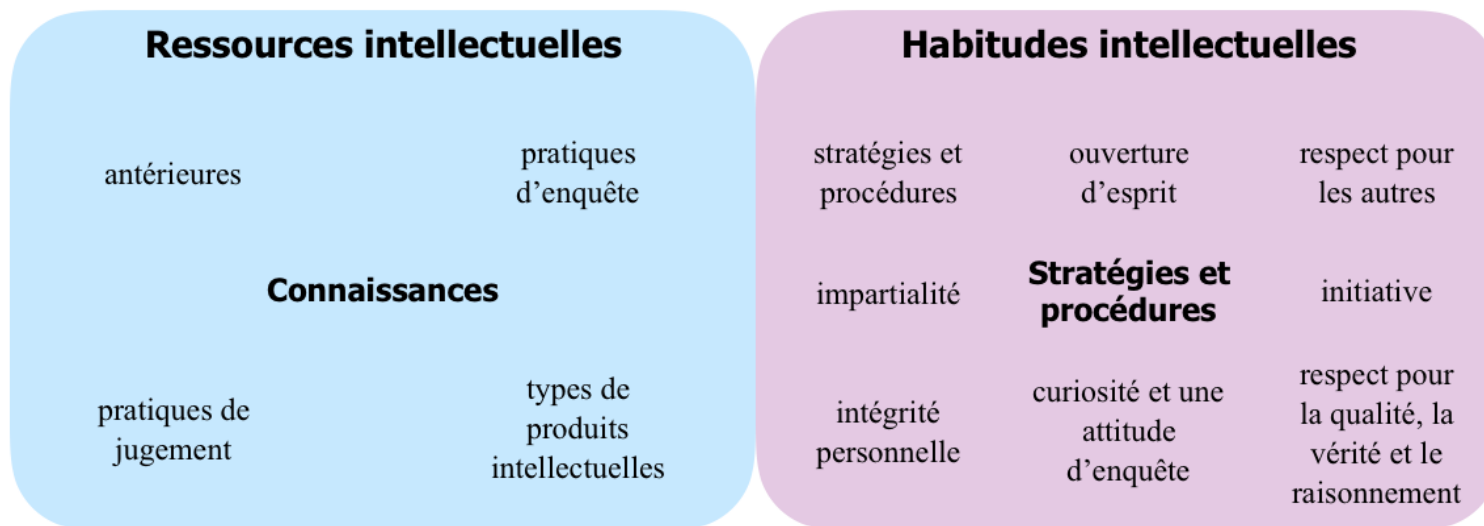 Ressources intellectuelles
antérieures
pratiques
d’enquête
Connaissances
pratiques de
jugement
types de
produits
intellectuelles
Habitudes intellectuelles
stratégies et
procédures
ouverture
d’esprit
respect pour
les autres
impartialité
Stratégies et
procédures
initiative
intégrité
personnelle
curiosité et une
attitude
d’enquête
respect pour
la qualité, la
vérité et le
raisonnement